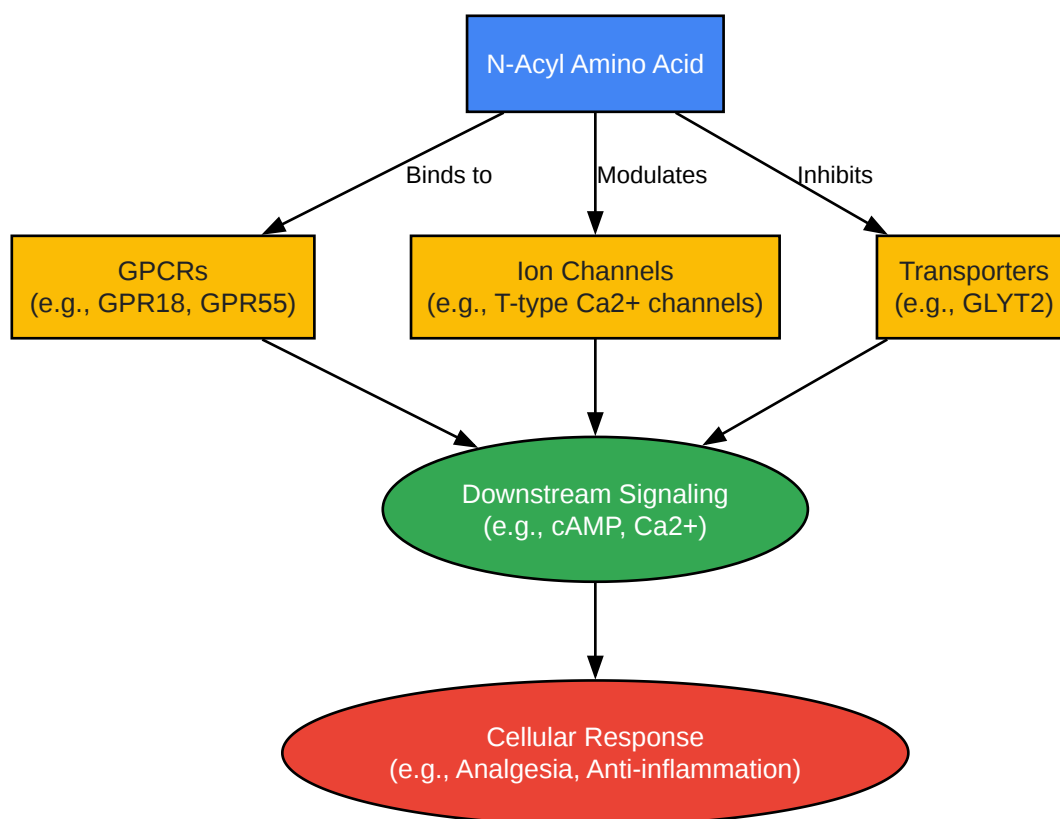 N-Acyl Amino Acid
Binds to
Modulates
Inhibits
GPCRs
(e.g., GPR18, GPR55)
Ion Channels
(e.g., T-type Ca2+ channels)
Transporters
(e.g., GLYT2)
Downstream Signaling
(e.g., cAMP, Ca2+)
Cellular Response
(e.g., Analgesia, Anti-inflammation)